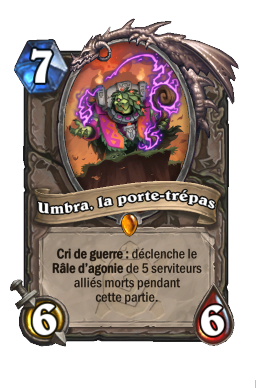 7
Umbra, la porte-trépas
Cri de guerre : déclenche le
Râle d'agonie de 5 serviteurs
alliés morts pendant
cette partie.
6
6